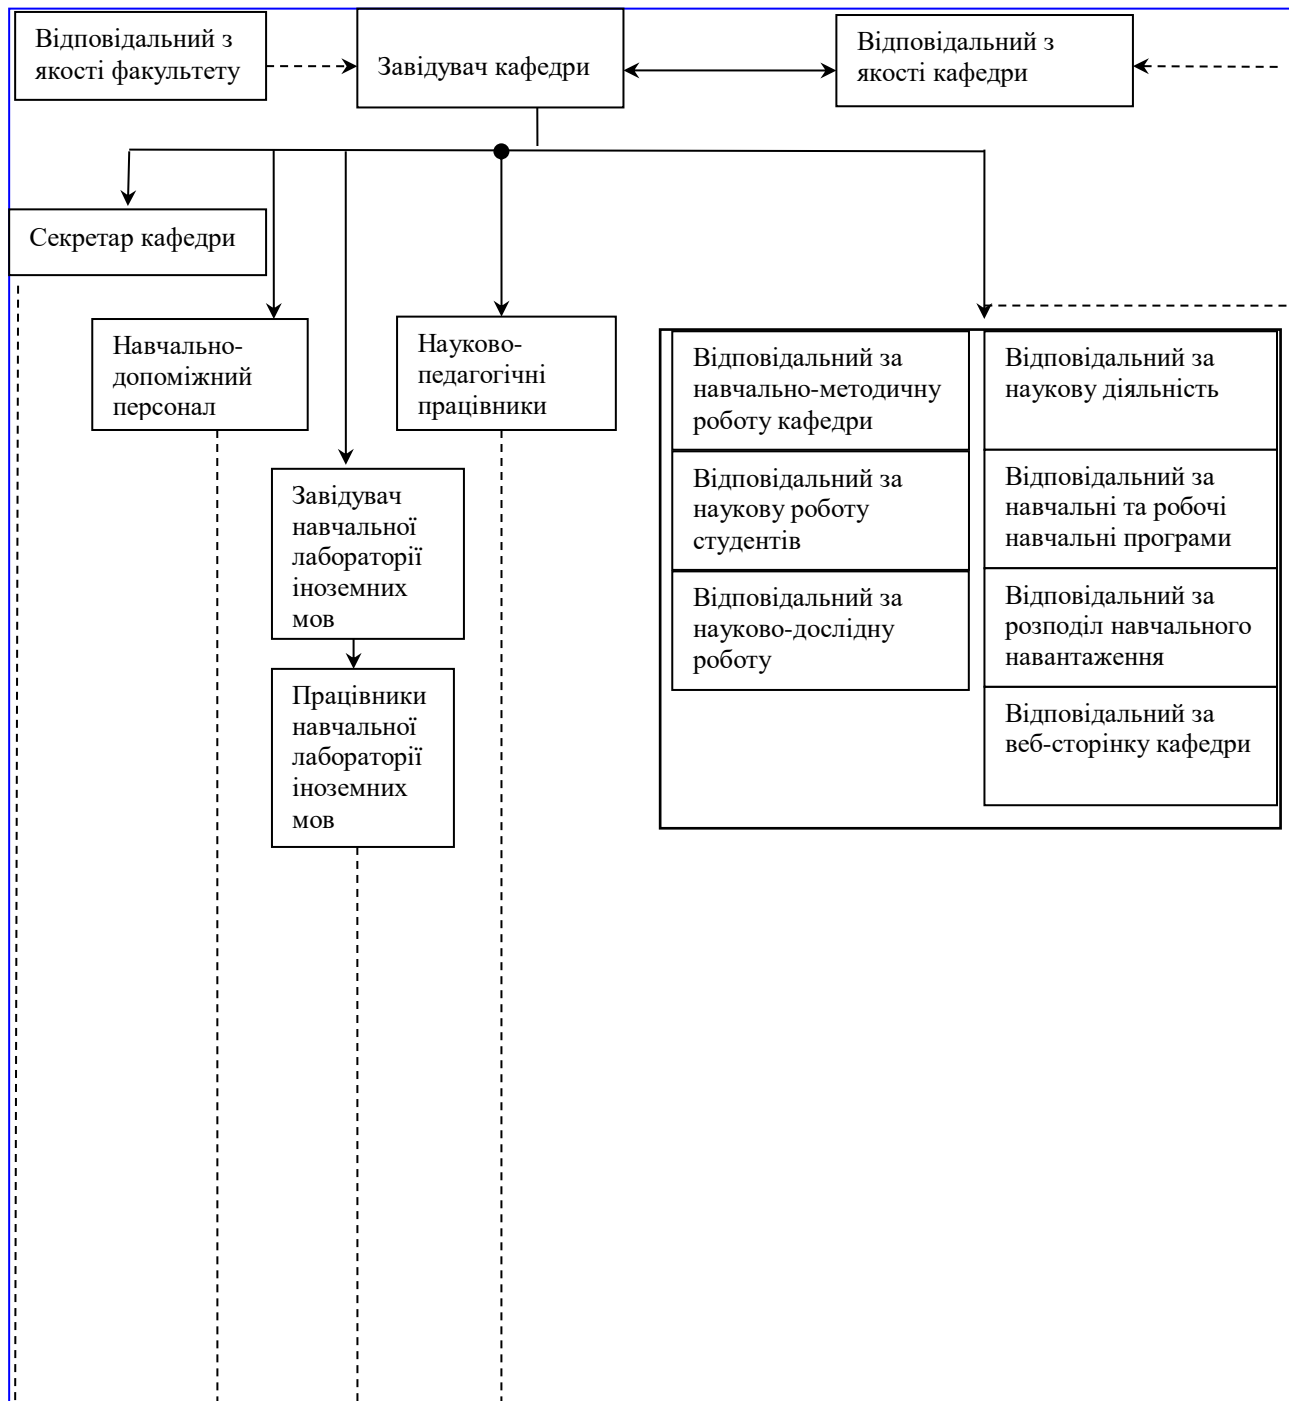 Відповідальний з
якості факультету
Завідувач кафедри
Відповідальний з
якості кафедри
Секретар кафедри
Навчально-
допоміжний
персонал
Науково-
педагогічні
працівники
Завідувач
навчальної
лабораторії
іноземних
мов
Працівники
навчальної
лабораторії
іноземних
мов
Відповідальний за
навчально-методичну
роботу кафедри
Відповідальний за
наукову роботу
студентів
Відповідальний за
науково-дослідну
роботу
Відповідальний за
наукову діяльність
Відповідальний за
навчальні та робочі
навчальні програми
Відповідальний за
розподіл навчального
навантаження
Відповідальний за
веб-сторінку кафедри